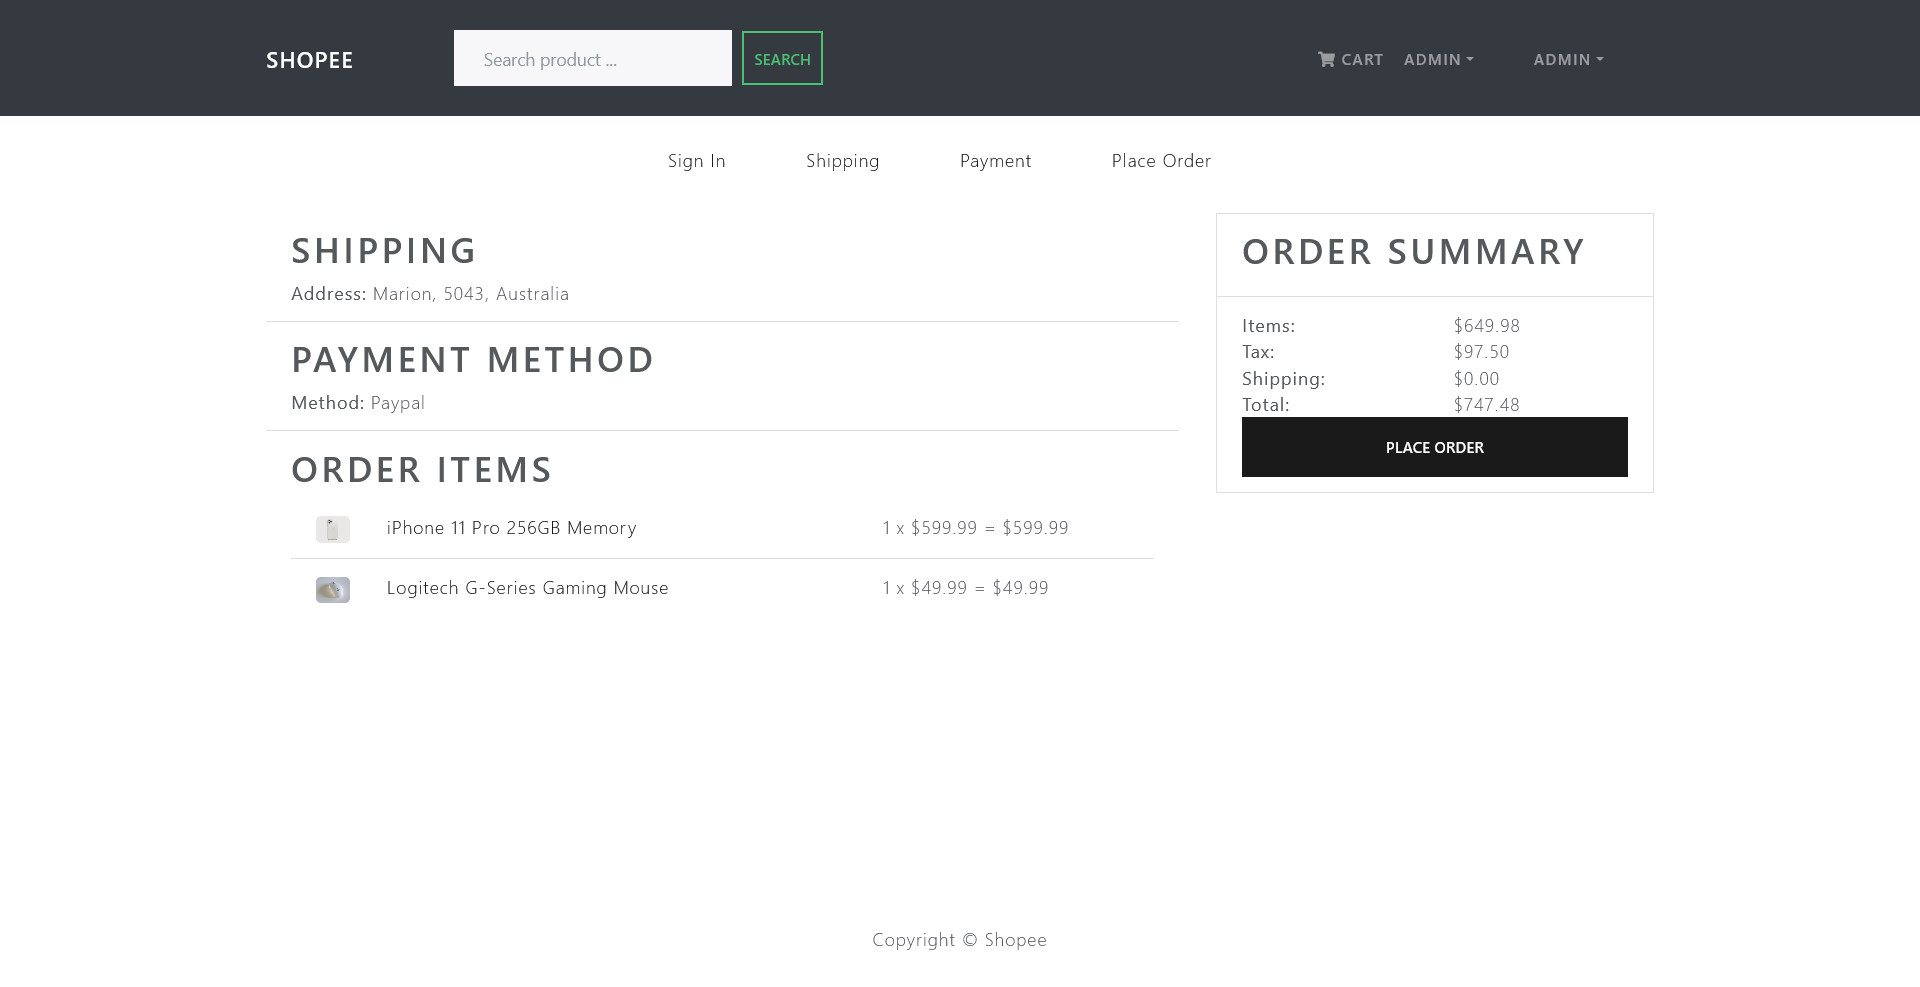 SHOPEE
Search product ...
SEARCH
CART
ADMIN
ADMIN
Sign In
Shipping
Payment
Place Order
SHIPPING
Address: Marion, 5043, Australia
PAYMENT METHOD
Method: Paypal
ORDER ITEMS
iPhone 11 Pro 256GB Memory
1 x $599.99 = $599.99
Logitech G-Series Gaming Mouse
1 x $49.99 = $49.99
ORDER SUMMARY
Items: $649.98
Tax: $97.50
Shipping: $0.00
Total: $747.48
PLACE ORDER
Copyright © Shopee